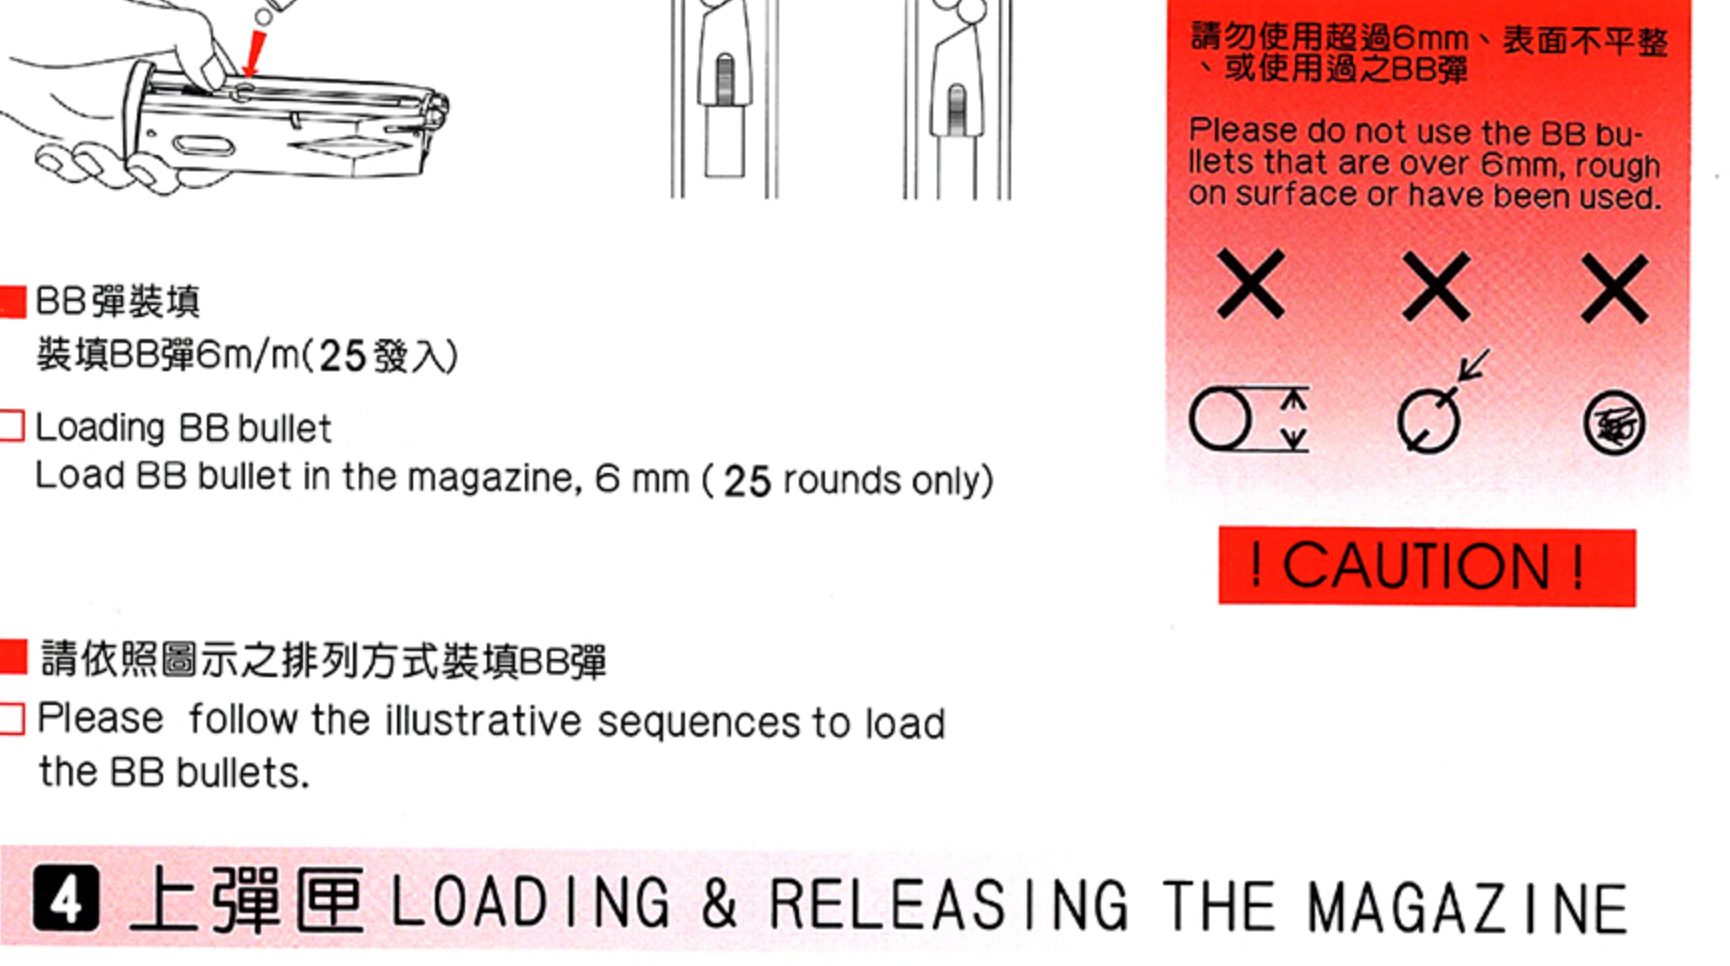 請勿使用超過6mm、表面不平整
、或使用過之BB彈
Please do not use the BB bu-
llets that are over 6mm, rough
on surface or have been used.
BB彈裝填
裝填BB彈6m/m(25發入)
Loading BB bullet
Load BB bullet in the magazine, 6 mm ( 25 rounds only)
! CAUTION !
請依照圖示之排列方式裝填BB彈
Please follow the illustrative sequences to load
the BB bullets.
4 上彈匣 LOADING & RELEASING THE MAGAZINE